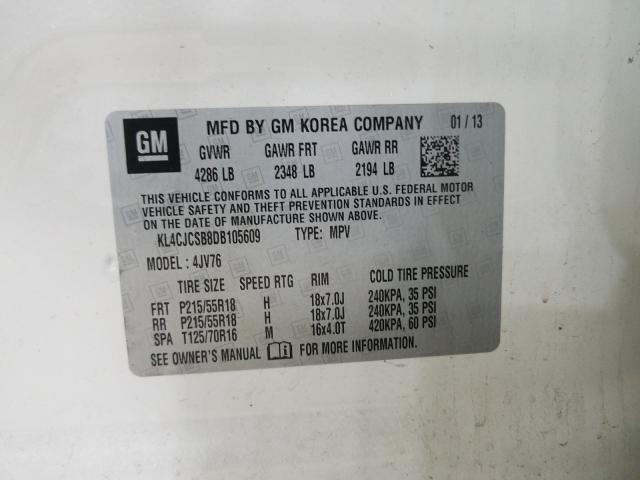 GM MFD BY GM KOREA COMPANY 01 / 13
GVWR GAWR FRT GAWR RR
4286 LB 2348 LB 2194 LB
THIS VEHICLE CONFORMS TO ALL APPLICABLE U.S. FEDERAL MOTOR
VEHICLE SAFETY AND THEFT PREVENTION STANDARDS IN EFFECT
ON THE DATE OF MANUFACTURE SHOWN ABOVE.
KL4CJCSB8DB105609 TYPE: MPV
MODEL : 4JV76
TIRE SIZE SPEED RTG RIM COLD TIRE PRESSURE
FRT P215/55R18 H 18x7.0J 240KPA, 35 PSI
RR P215/55R18 H 18x7.0J 240KPA, 35 PSI
SPA T125/70R16 M 16x4.0T 420KPA, 60 PSI
SEE OWNER'S MANUAL FOR MORE INFORMATION.